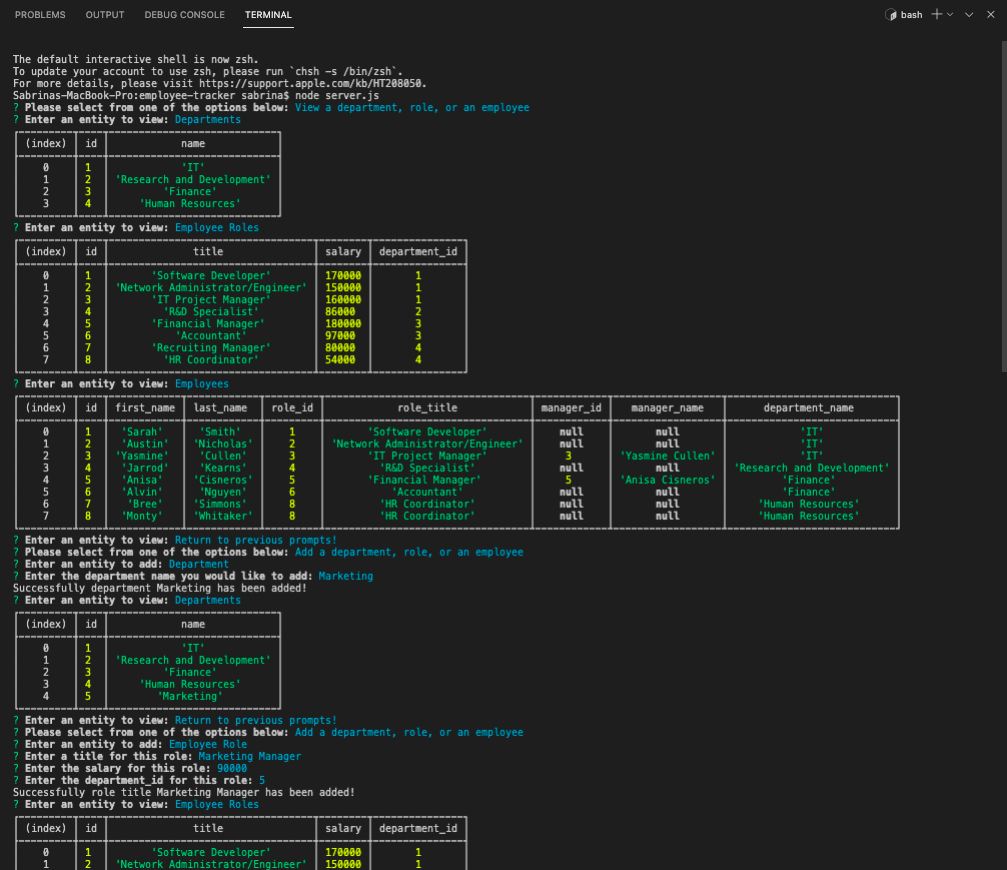 PROBLEMS OUTPUT DEBUG CONSOLE TERMINAL bash
The default interactive shell is now zsh.
To update your account to use zsh, please run `chsh -s /bin/zsh`.
For more details, please visit https://support.apple.com/kb/HT208050.
Sabrinas-MacBook-Pro:employee-tracker sabrina$ node server.js
? Please select from one of the options below: View a department, role, or an employee
? Enter an entity to view: Departments
(index) id name
0 1 'IT'
1 2 'Research and Development'
2 3 'Finance'
3 4 'Human Resources'
? Enter an entity to view: Employee Roles
(index) id title salary department_id
0 1 'Software Developer' 170000 1
1 2 'Network Administrator/Engineer' 150000 1
2 3 'IT Project Manager' 160000 1
3 4 'R&D Specialist' 86000 2
4 5 'Financial Manager' 180000 3
5 6 'Accountant' 97000 3
6 7 'Recruiting Manager' 80000 4
7 8 'HR Coordinator' 54000 4
? Enter an entity to view: Employees
(index) id first_name last_name role_id role_title manager_id manager_name department_name
0 1 'Sarah' 'Smith' 1 'Software Developer' null null 'IT'
1 2 'Austin' 'Nicholas' 2 'Network Administrator/Engineer' null null 'IT'
2 3 'Yasmine' 'Cullen' 3 'IT Project Manager' 3 'Yasmine Cullen' 'IT'
3 4 'Jarrod' 'Kearns' 4 'R&D Specialist' null null 'Research and Development'
4 5 'Anisa' 'Cisneros' 5 'Financial Manager' 5 'Anisa Cisneros' 'Finance'
5 6 'Alvin' 'Nguyen' 6 'Accountant' null null 'Finance'
6 7 'Bree' 'Simmons' 8 'HR Coordinator' null null 'Human Resources'
7 8 'Monty' 'Whitaker' 8 'HR Coordinator' null null 'Human Resources'
? Enter an entity to view: Return to previous prompts!
? Please select from one of the options below: Add a department, role, or an employee
? Enter an entity to add: Department
? Enter the department name you would like to add: Marketing
Successfully department Marketing has been added!
? Enter an entity to view: Departments
(index) id name
0 1 'IT'
1 2 'Research and Development'
2 3 'Finance'
3 4 'Human Resources'
4 5 'Marketing'
? Enter an entity to view: Return to previous prompts!
? Please select from one of the options below: Add a department, role, or an employee
? Enter an entity to add: Employee Role
? Enter a title for this role: Marketing Manager
? Enter the salary for this role: 90000
? Enter the department_id for this role: 5
Successfully role title Marketing Manager has been added!
? Enter an entity to view: Employee Roles
(index) id title salary department_id
0 1 'Software Developer' 170000 1
1 2 'Network Administrator/Engineer' 150000 1